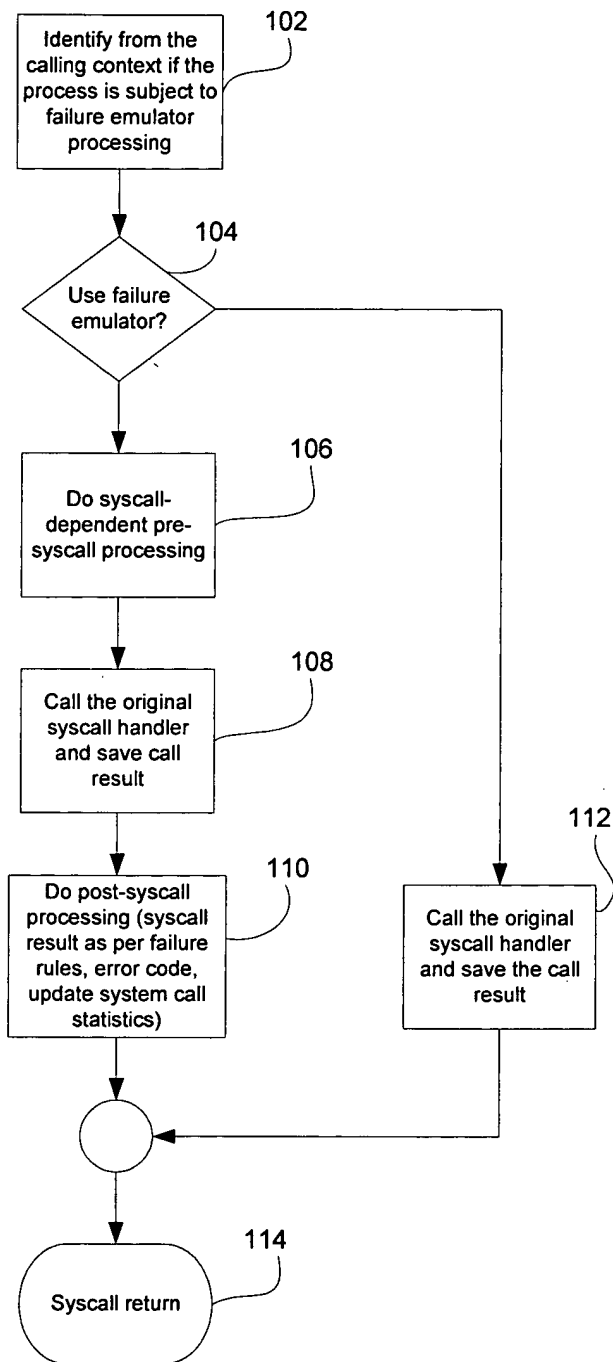 Identify from the
calling context if the
process is subject to
failure emulator
processing
102
104
Use failure
emulator?
106
Do syscall-
dependent pre-
syscall processing
108
Call the original
syscall handler
and save call
result
110
Do post-syscall
processing (syscall
result as per failure
rules, error code,
update system call
statistics)
112
Call the original
syscall handler
and save the call
result
114
Syscall return